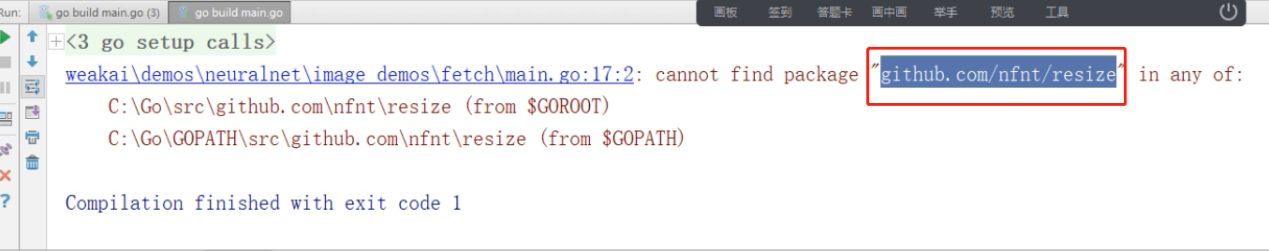 Run: go build main.go (3) go build main.go
画板 签到 答题卡 画中画 举手 预览 工具
<3 go setup calls>
weakai\demos\neuralnet\image_demos\fetch\main.go:17:2: cannot find package "github.com/nfnt/resize" in any of:
C:\Go\src\github.com\nfnt\resize (from $GOROOT)
C:\Go\GOPATH\src\github.com\nfnt\resize (from $GOPATH)
Compilation finished with exit code 1